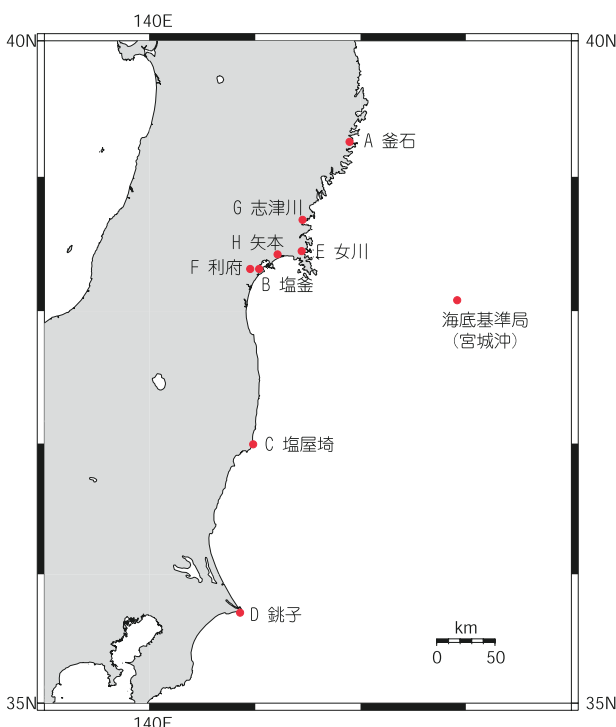 140E
40N
40N
A 釜石
G 志津川
H 矢本
E 女川
F 利府
B 塩釜
海底基準局
(宮城沖)
C 塩屋埼
D 銚子
km
0 50
35N
35N
140E